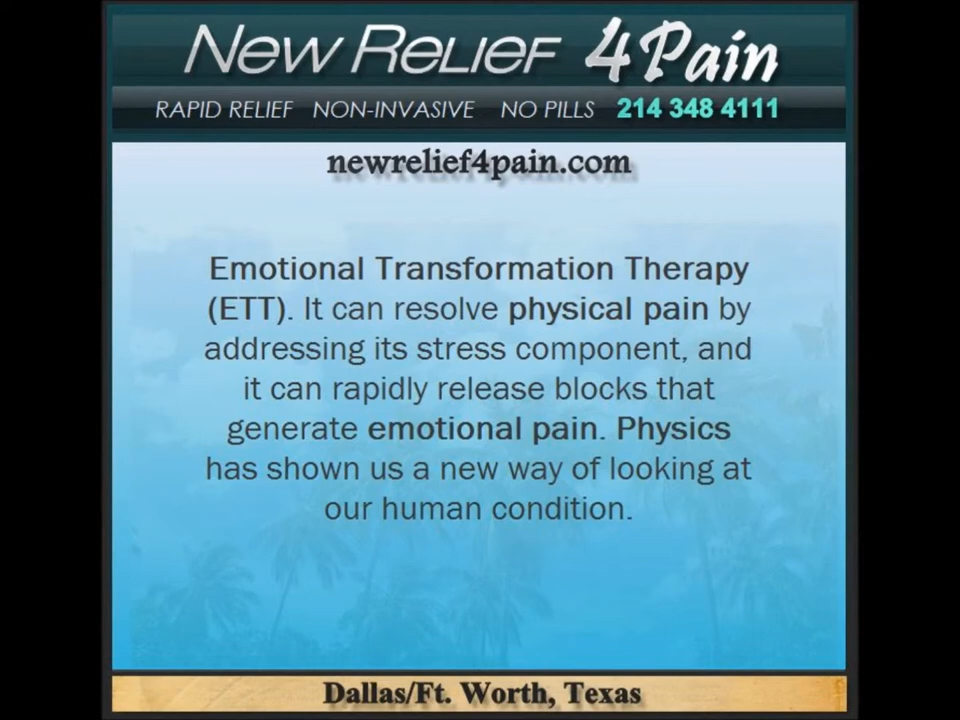 New Relief 4Pain
RAPID RELIEF NON-INVASIVE NO PILLS 214 348 4111
newrelief4pain.com
Emotional Transformation Therapy
(ETT). It can resolve physical pain by
addressing its stress component, and
it can rapidly release blocks that
generate emotional pain. Physics
has shown us a new way of looking at
our human condition.
Dallas/Ft. Worth, Texas